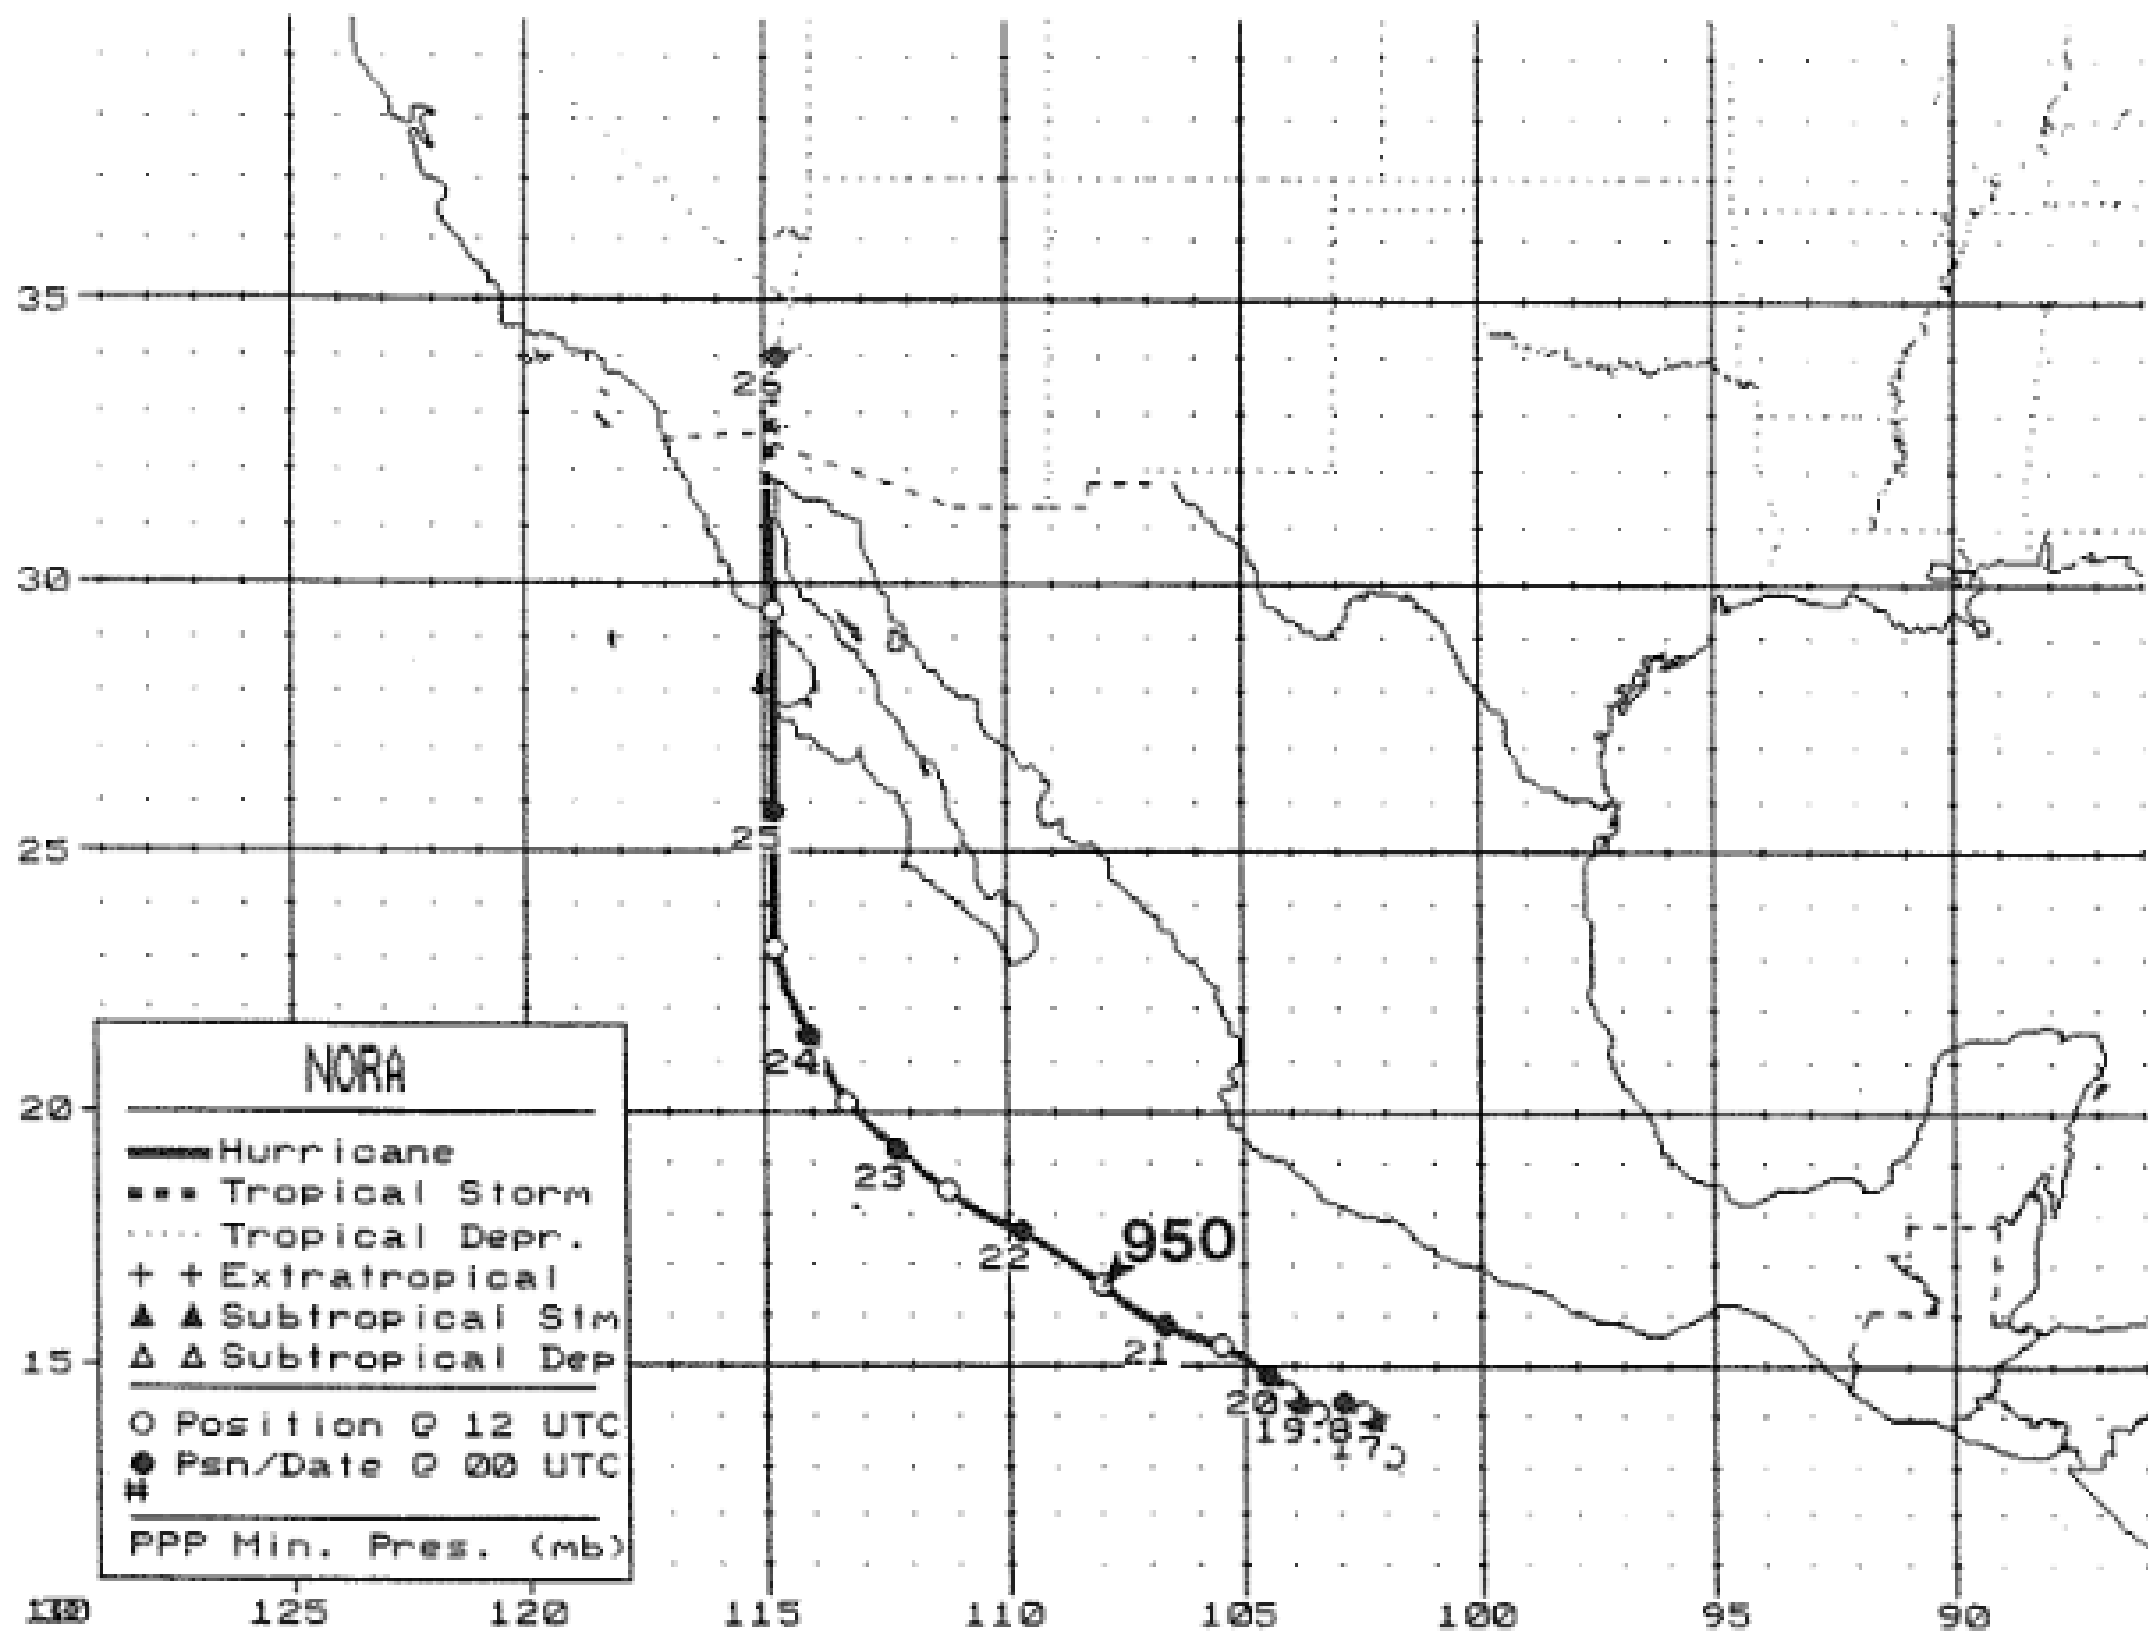 35
30
25
25
24
20
23
22
950
21
15
20
19
17
NORA
Hurricane
Tropical Storm
Tropical Depr.
+ + Extratropical
Subtropical Stm
Subtropical Dep
Position @ 12 UTC
Psn/Date @ 00 UTC
#
PPP Min. Pres. (mb)
125 120 115 110 105 100 95 90